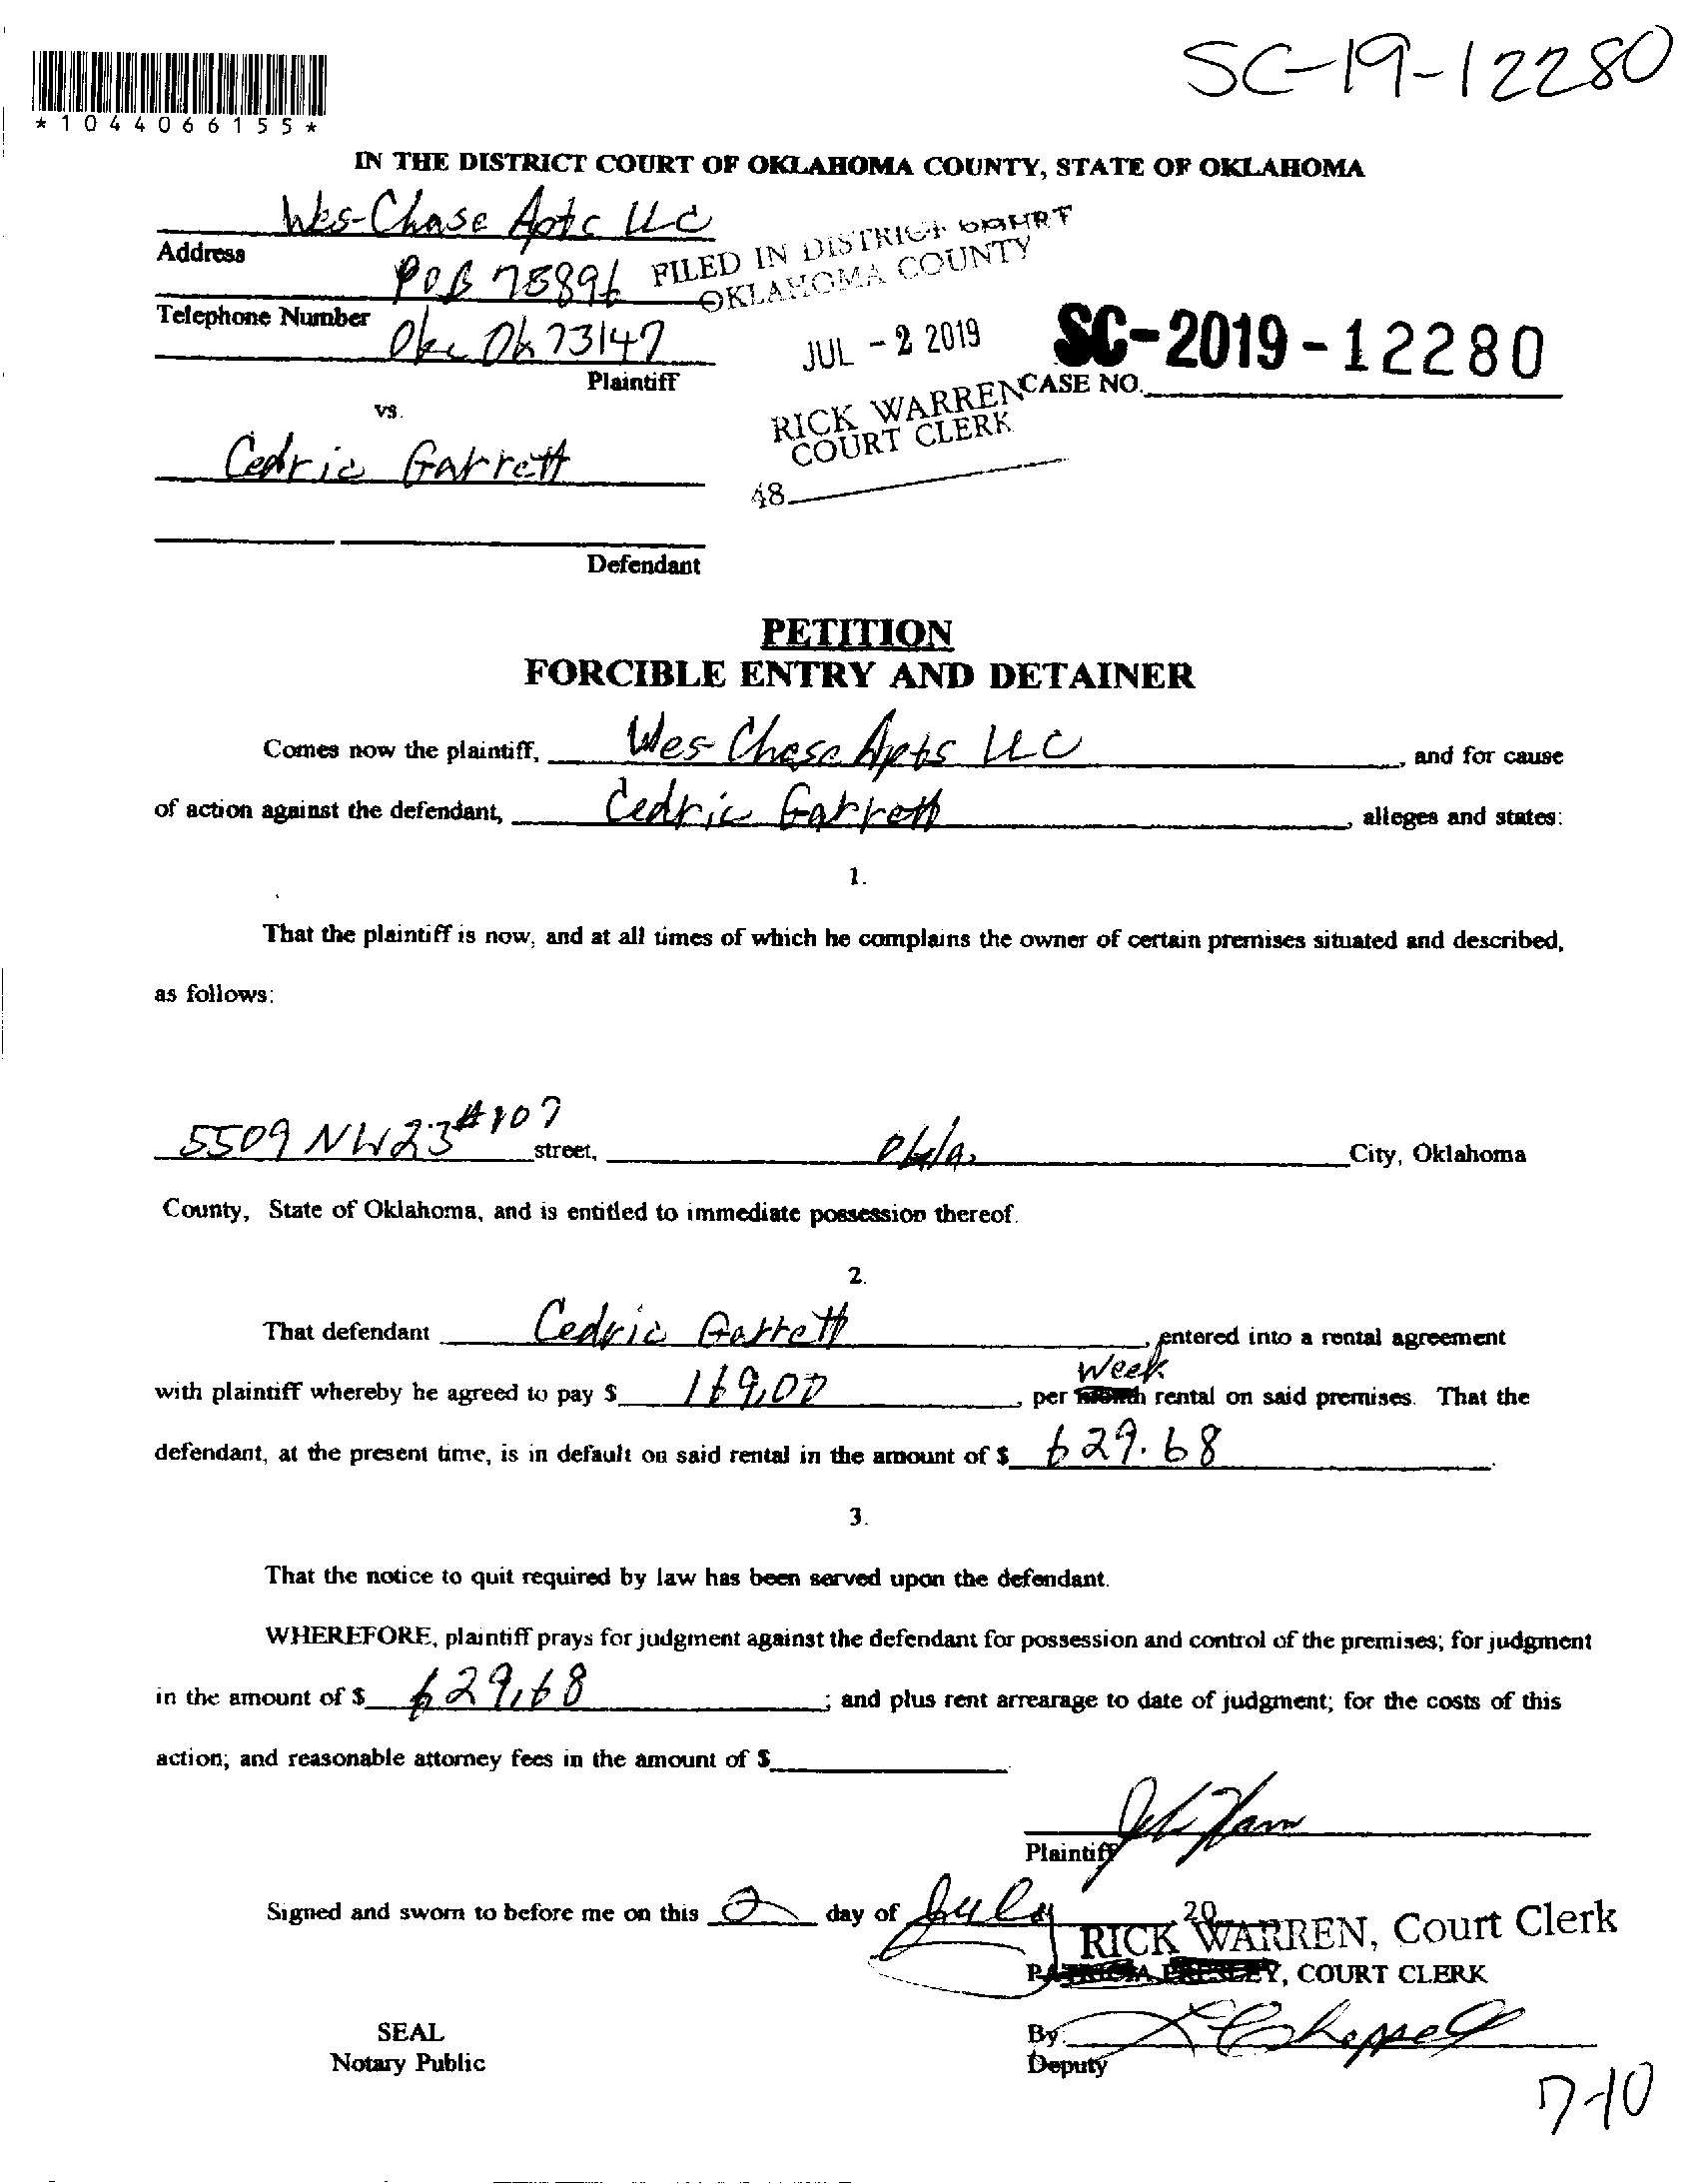 SC-19-12280
*1044066155*
IN THE DISTRICT COURT OF OKLAHOMA COUNTY, STATE OF OKLAHOMA
Wes-Chase Apts LLC
Address
POB 75896
FILED IN DISTRICT COURT
OKLAHOMA COUNTY
Telephone Number
Okc Ok 73147
JUL - 2 2019
SC-2019-12280
Plaintiff
CASE NO.
vs.
RICK WARREN
COURT CLERK
Cedric Garrett
48
Defendant
PETITION
FORCIBLE ENTRY AND DETAINER
Comes now the plaintiff, Wes-Chase Apts LLC, and for cause
of action against the defendant, Cedric Garrett, alleges and states:
1.
That the plaintiff is now, and at all times of which he complains the owner of certain premises situated and described,
as follows:
5509 NW 23 #107 street, Okla. City, Oklahoma
County, State of Oklahoma, and is entitled to immediate possession thereof.
2.
That defendant Cedric Garrett, entered into a rental agreement
Week
with plaintiff whereby he agreed to pay $ 169.00, per month rental on said premises. That the
defendant, at the present time, is in default on said rental in the amount of $ 629.68.
3.
That the notice to quit required by law has been served upon the defendant.
WHEREFORE, plaintiff prays for judgment against the defendant for possession and control of the premises; for judgment
in the amount of $ 629.68; and plus rent arrearage to date of judgment; for the costs of this
action; and reasonable attorney fees in the amount of $
Plaintiff
Signed and sworn to before me on this 2 day of July 20
RICK WARREN, Court Clerk
PATRICIA PRESLEY, COURT CLERK
SEAL
By:
Notary Public
Deputy
7-10